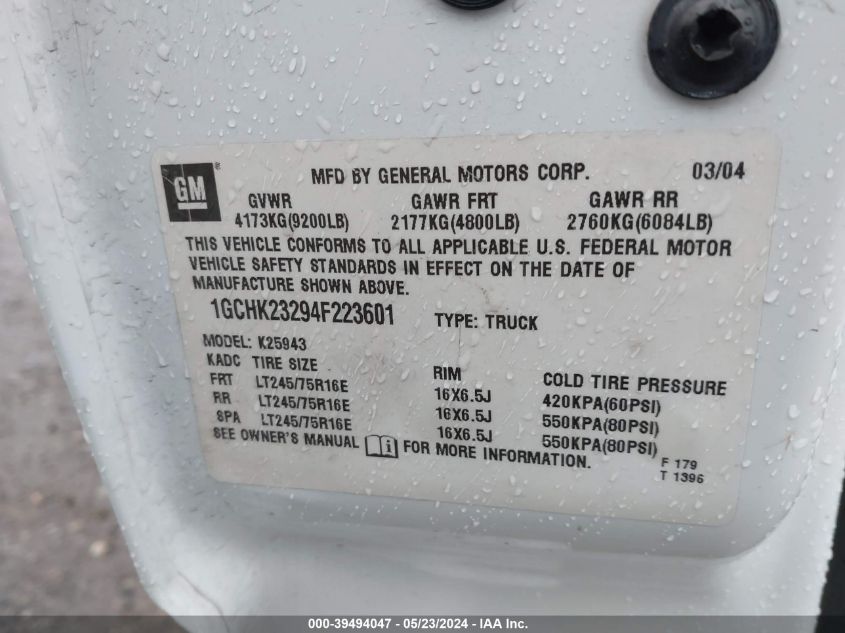 GM
MFD BY GENERAL MOTORS CORP. 03/04
GVWR GAWR FRT GAWR RR
4173KG(9200LB) 2177KG(4800LB) 2760KG(6084LB)
THIS VEHICLE CONFORMS TO ALL APPLICABLE U.S. FEDERAL MOTOR
VEHICLE SAFETY STANDARDS IN EFFECT ON THE DATE OF
MANUFACTURE SHOWN ABOVE.
1GCHK23294F223601 TYPE: TRUCK
MODEL: K25943
KADC TIRE SIZE RIM COLD TIRE PRESSURE
FRT LT245/75R16E 16X6.5J 420KPA(60PSI)
RR LT245/75R16E 16X6.5J 550KPA(80PSI)
SPA LT245/75R16E 16X6.5J 550KPA(80PSI)
SEE OWNER'S MANUAL FOR MORE INFORMATION.
F 179
T 1396
000-39494047 - 05/23/2024 - IAA Inc.